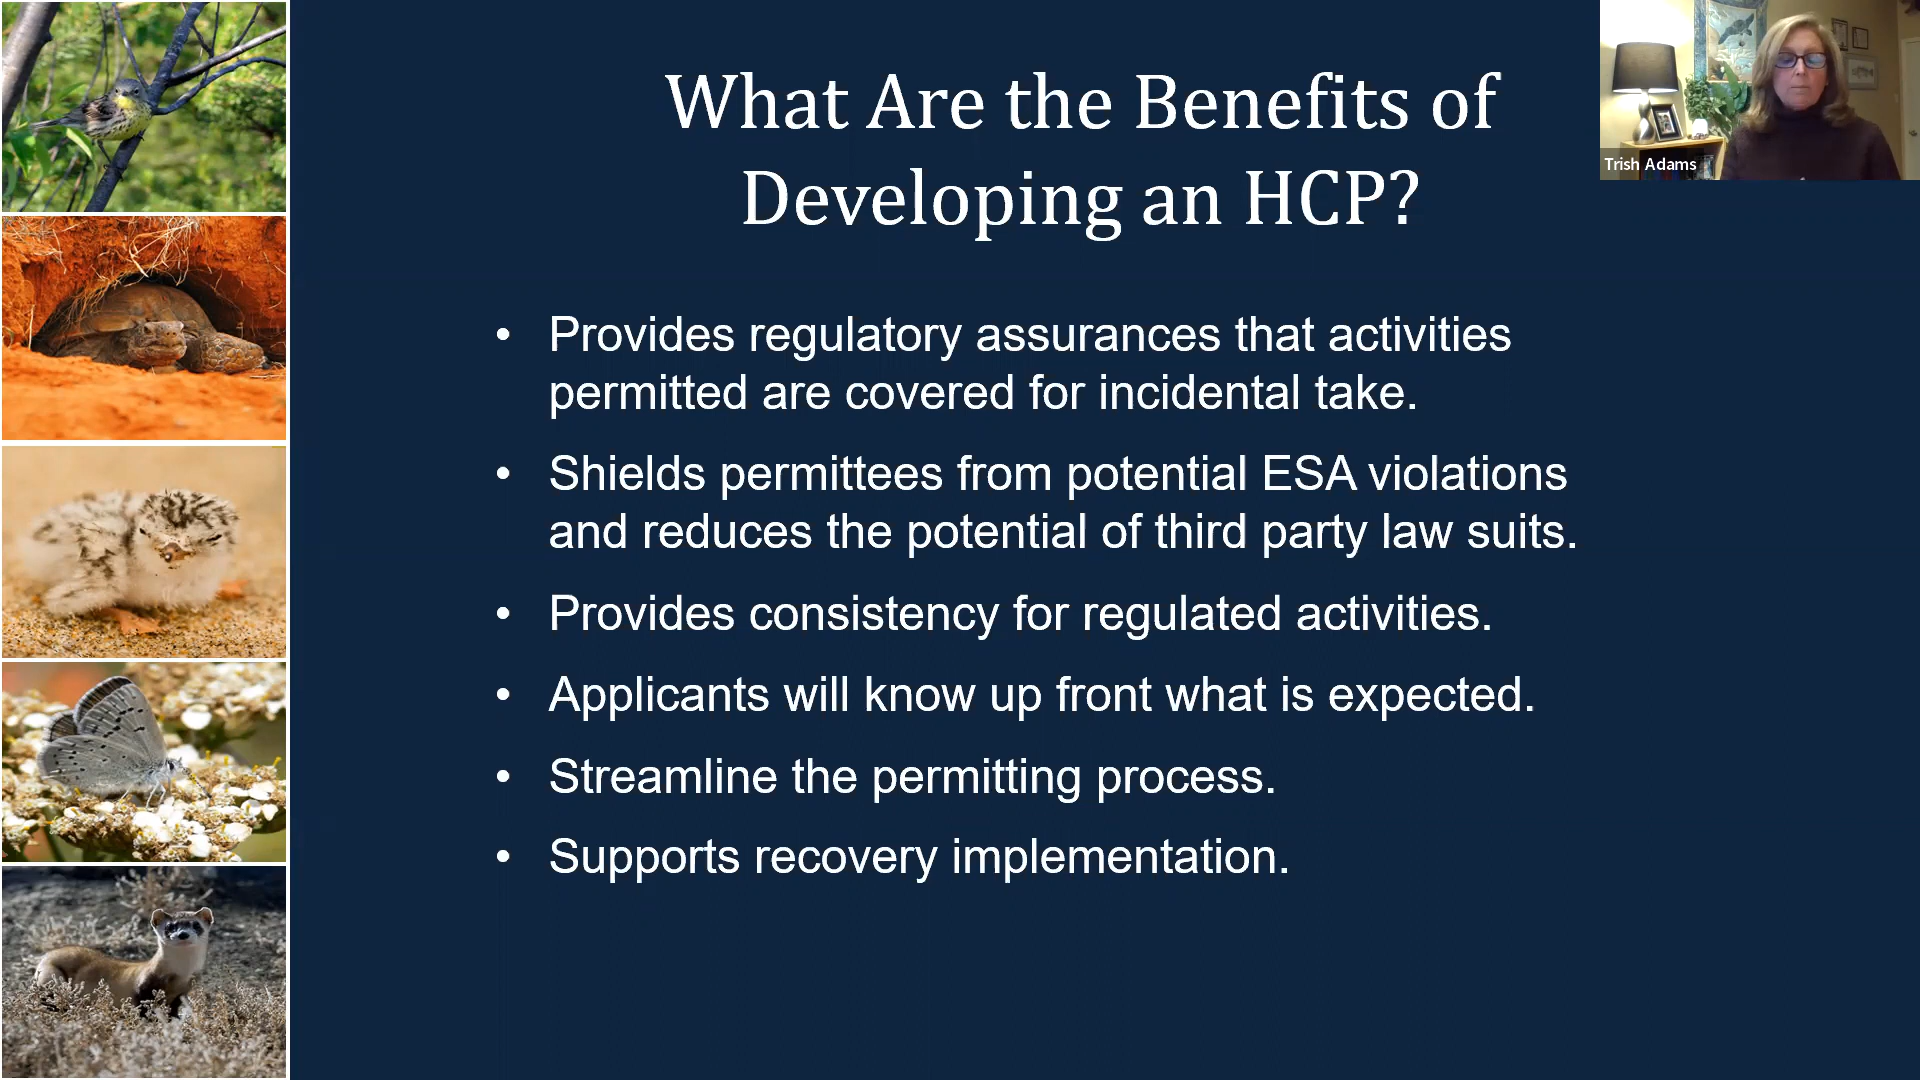 What Are the Benefits of
Developing an HCP?
Trish Adams
• Provides regulatory assurances that activities
permitted are covered for incidental take.
• Shields permittees from potential ESA violations
and reduces the potential of third party law suits.
• Provides consistency for regulated activities.
• Applicants will know up front what is expected.
• Streamline the permitting process.
• Supports recovery implementation.